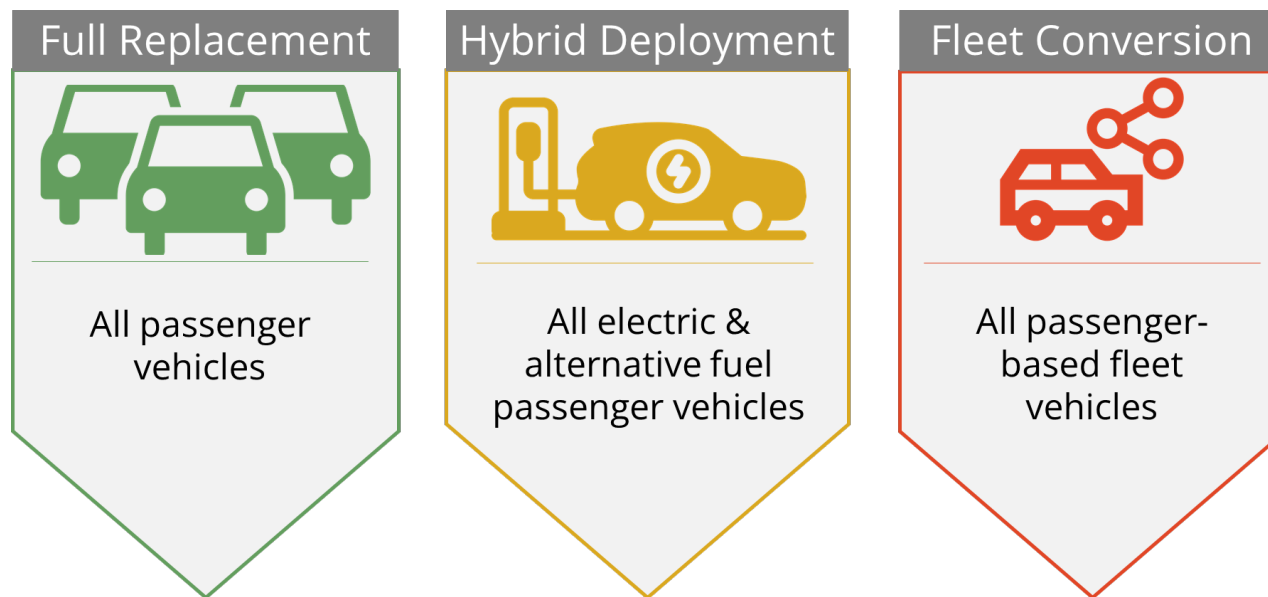 Full Replacement
All passenger
vehicles
Hybrid Deployment
All electric &
alternative fuel
passenger vehicles
Fleet Conversion
All passenger-
based fleet
vehicles